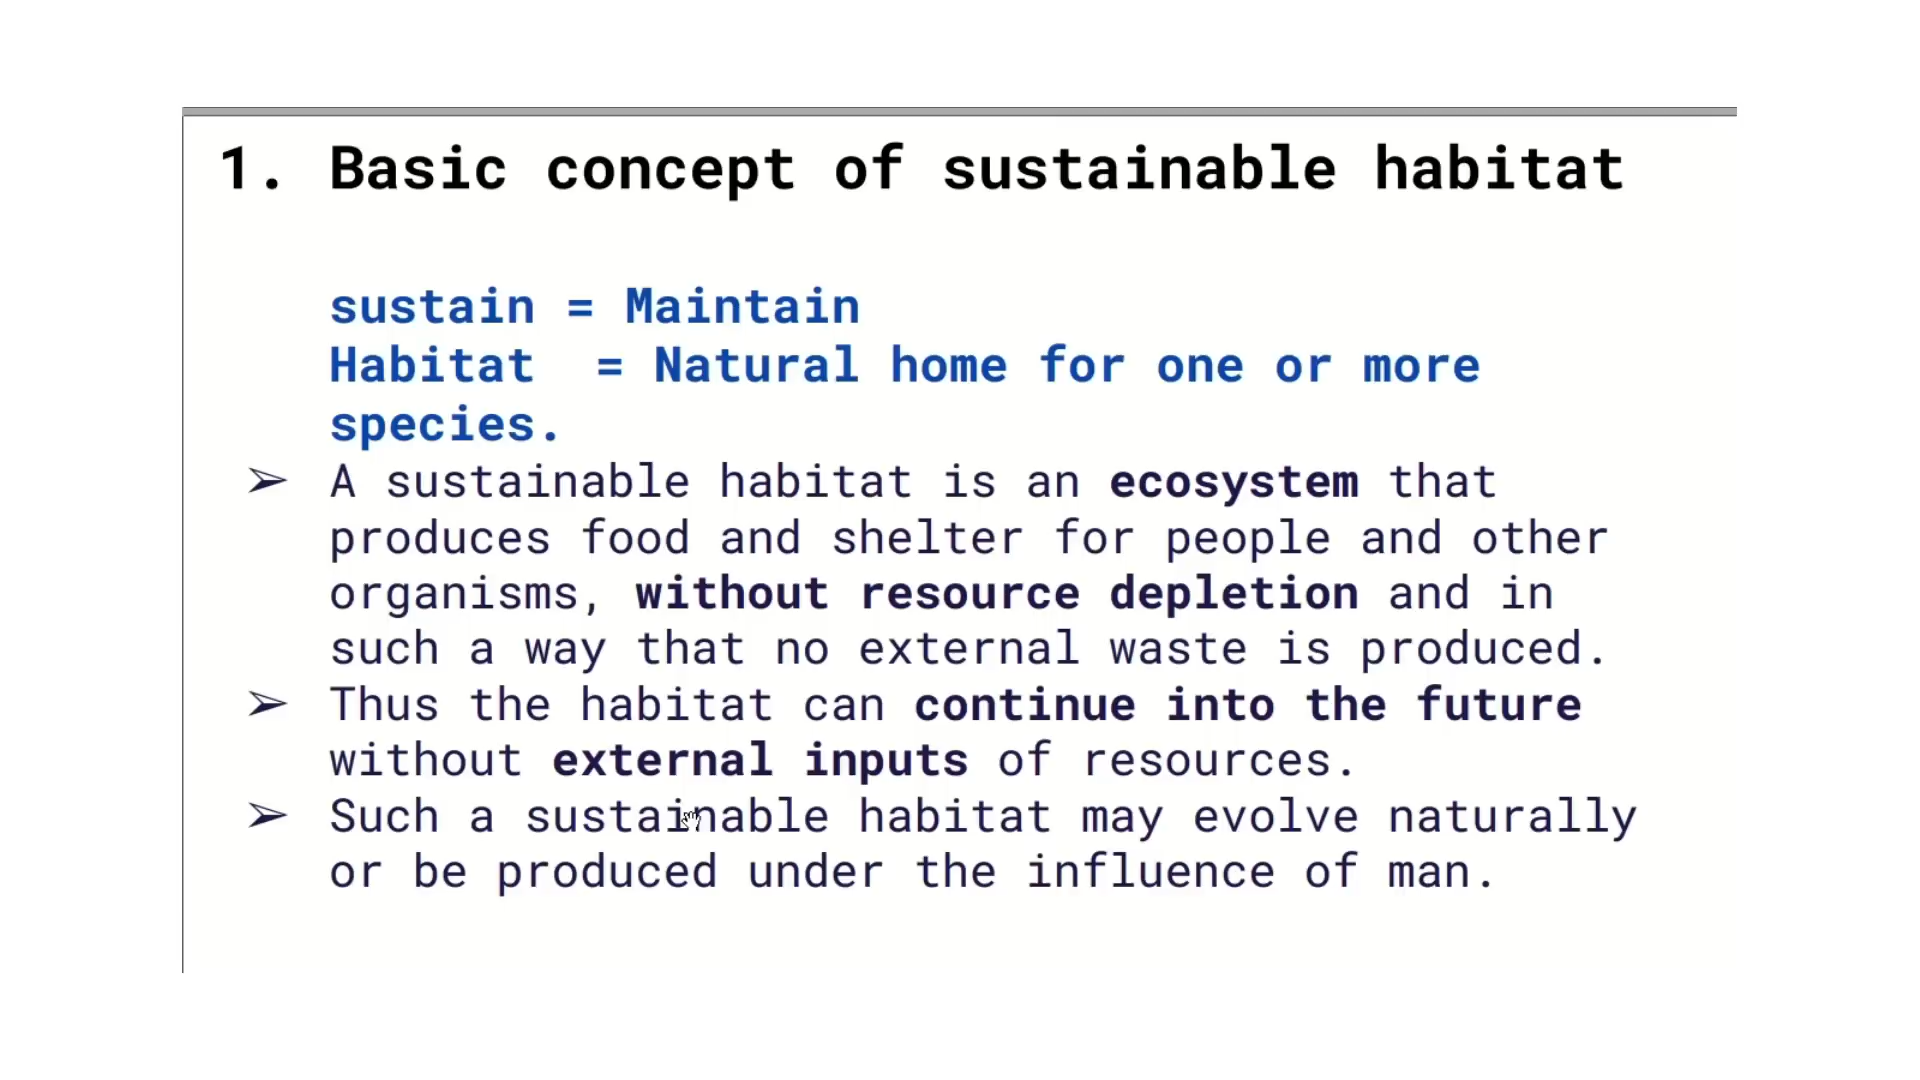 1. Basic concept of sustainable habitat
sustain = Maintain
Habitat = Natural home for one or more
species.
➢ A sustainable habitat is an ecosystem that
produces food and shelter for people and other
organisms, without resource depletion and in
such a way that no external waste is produced.
➢ Thus the habitat can continue into the future
without external inputs of resources.
➢ Such a sustainable habitat may evolve naturally
or be produced under the influence of man.